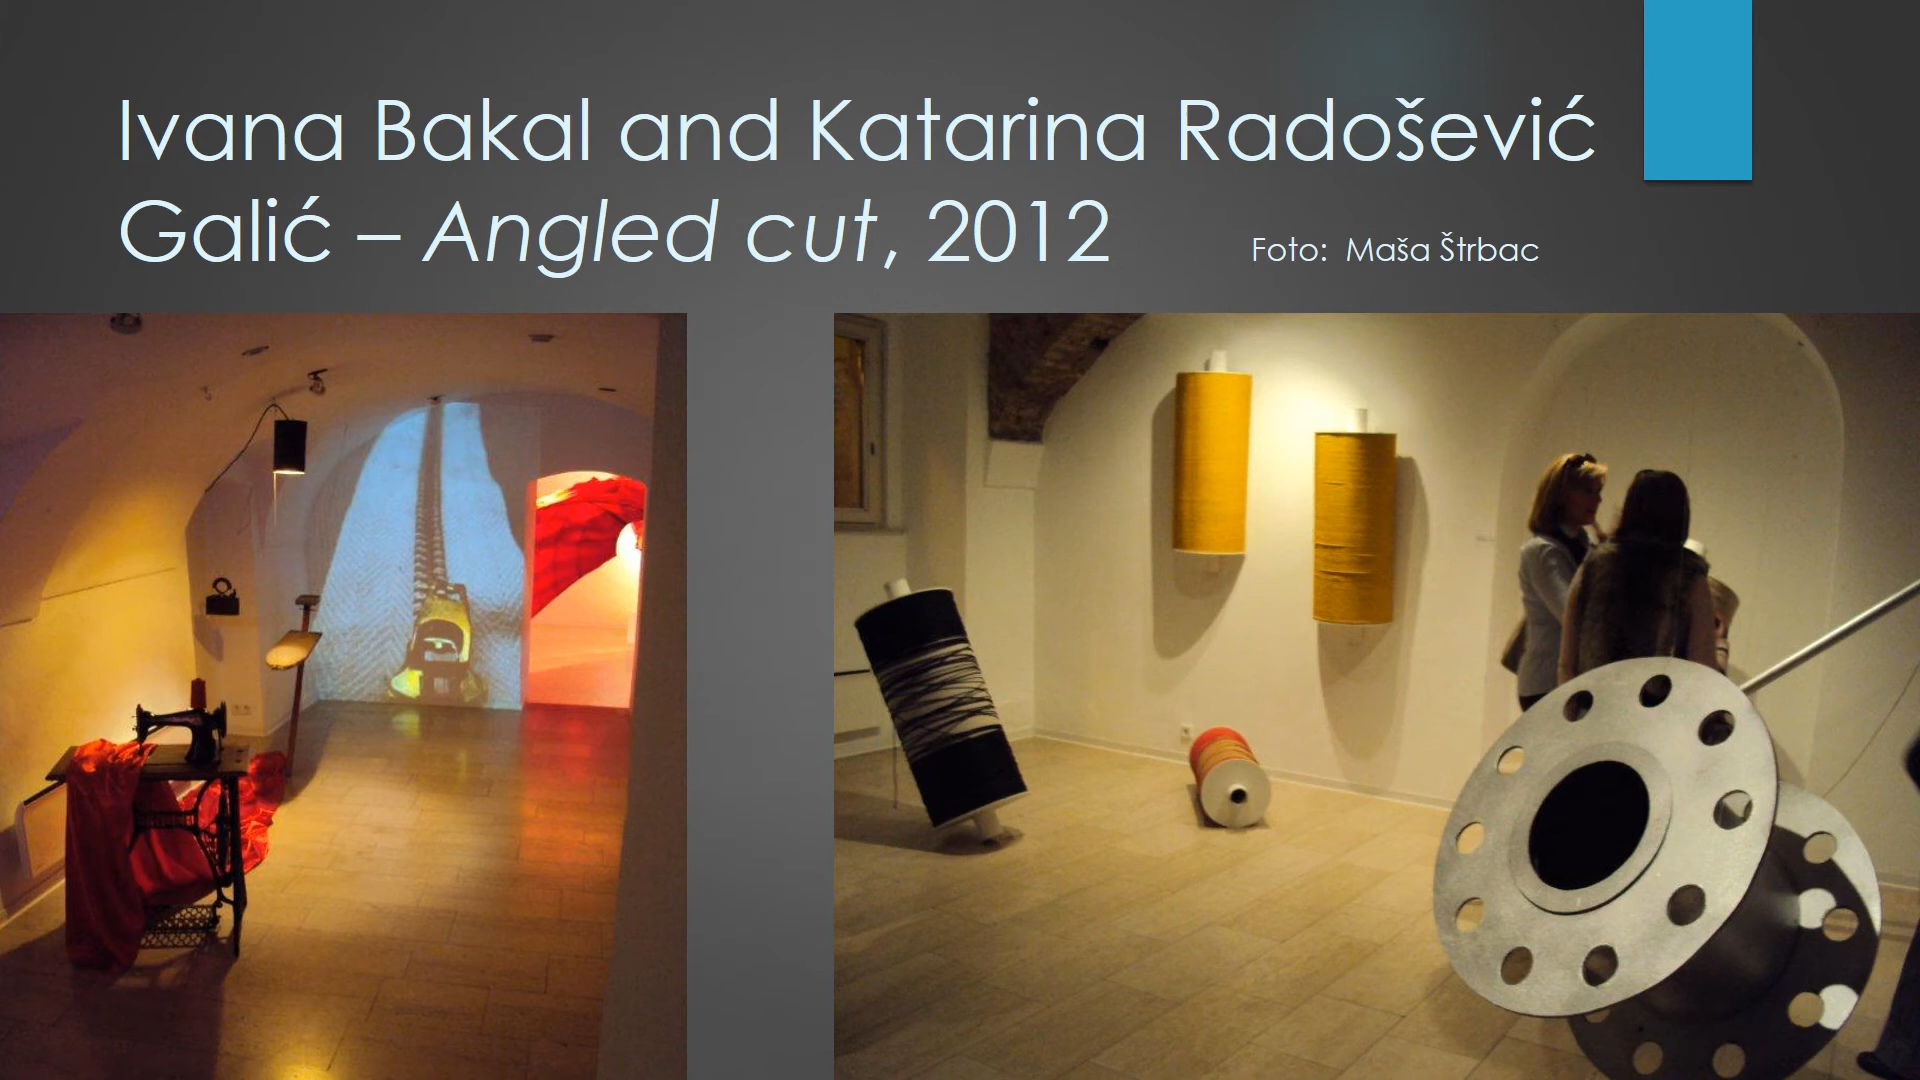 Ivana Bakal and Katarina Radošević
Galić – Angled cut, 2012
Foto: Maša Štrbac